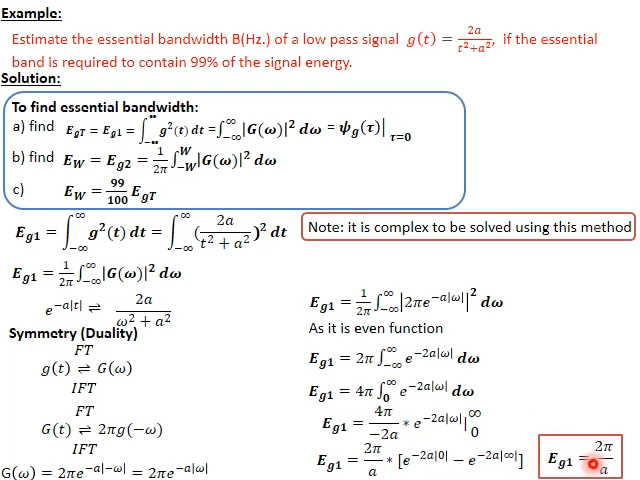 Example:
Estimate the essential bandwidth B(Hz.) of a low pass signal g(t) = 2a/(t²+a²), if the essential
band is required to contain 99% of the signal energy.
Solution:
To find essential bandwidth:
a) find E_gT = E_g1 = ∫_{-∞}^{∞} g²(t) dt = ∫_{-∞}^{∞} |G(ω)|² dω = ψ_g(τ)|_{τ=0}
b) find E_W = E_g2 = 1/2π ∫_{-W}^{W} |G(ω)|² dω
c) E_W = 99/100 E_gT
E_g1 = ∫_{-∞}^{∞} g²(t) dt = ∫_{-∞}^{∞} (2a/(t² + a²))² dt
Note: it is complex to be solved using this method
E_g1 = 1/2π ∫_{-∞}^{∞} |G(ω)|² dω
e^{-a|t|} ⇌ 2a/(ω² + a²)
Symmetry (Duality)
FT
g(t) ⇌ G(ω)
IFT
FT
G(t) ⇌ 2πg(−ω)
IFT
G(ω) = 2πe^{-a|-ω|} = 2πe^{-a|ω|}
E_g1 = 1/2π ∫_{-∞}^{∞} |2πe^{-a|ω|}|² dω
As it is even function
E_g1 = 2π ∫_{-∞}^{∞} e^{-2a|ω|} dω
E_g1 = 4π ∫_{0}^{∞} e^{-2a|ω|} dω
E_g1 = 4π/−2a * e^{-2a|ω|}|_{0}^{∞}
E_g1 = 2π/a * [e^{-2a|0|} − e^{-2a|∞|}]
E_g1 = 2π/a